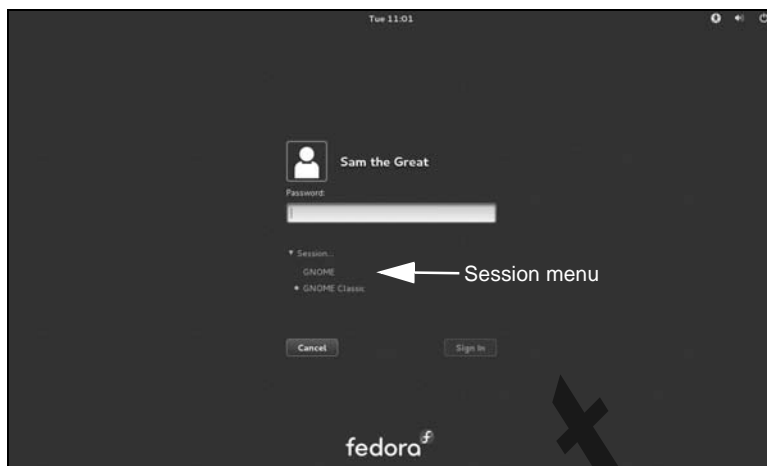 Tue 11:01
Sam the Great
Password:
Session...
GNOME
Session menu
GNOME Classic
Cancel
Sign In
fedora